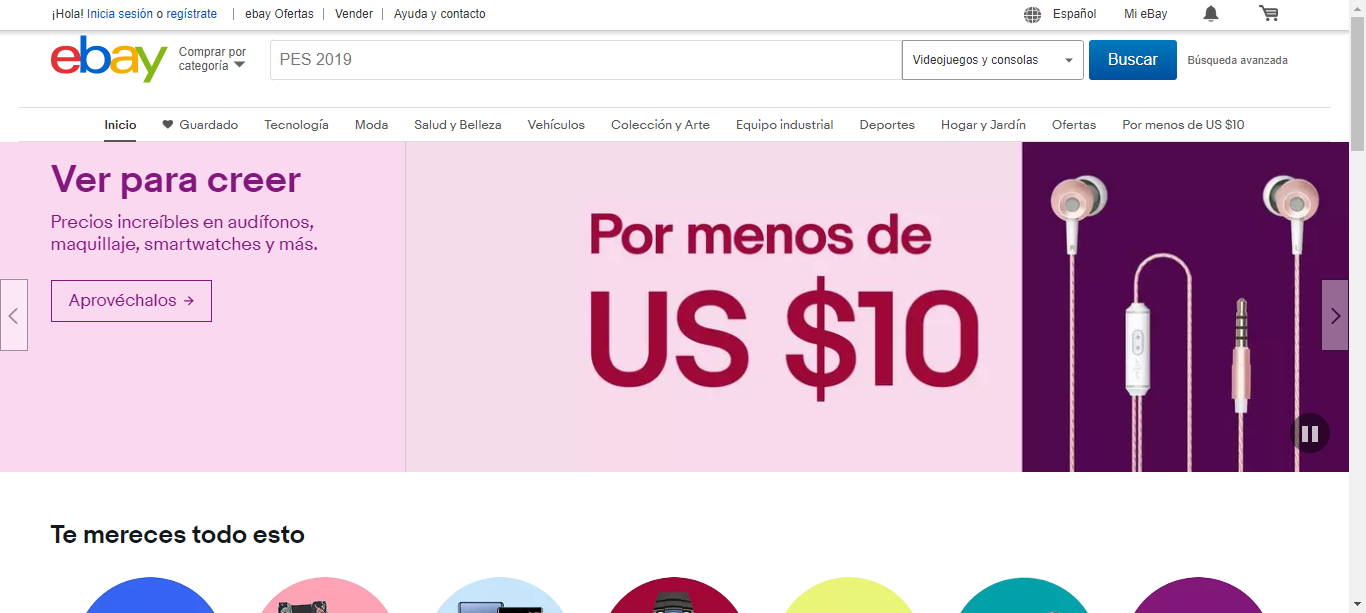 ¡Hola! Inicia sesión o regístrate | ebay Ofertas | Vender | Ayuda y contacto Español Mi eBay
ebay Comprar por categoría PES 2019 Videojuegos y consolas Buscar Búsqueda avanzada
Inicio Guardado Tecnología Moda Salud y Belleza Vehículos Colección y Arte Equipo industrial Deportes Hogar y Jardín Ofertas Por menos de US $10
Ver para creer
Precios increíbles en audífonos,
maquillaje, smartwatches y más.
Aprovéchalos →
Por menos de
US $10
R L
Te mereces todo esto